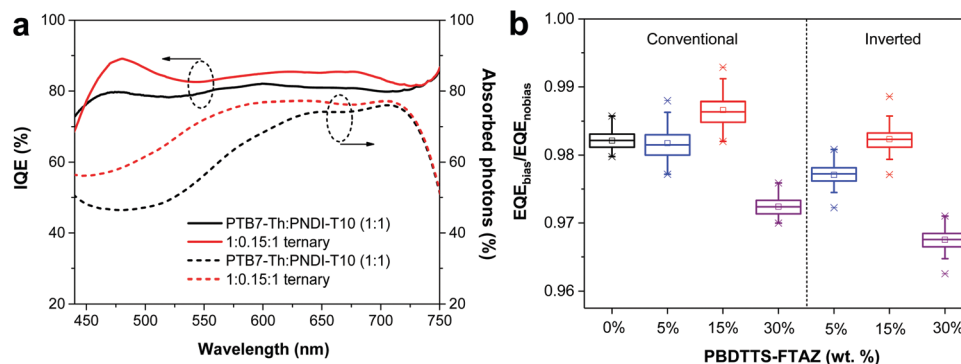 a
IQE (%)
100
80
60
40
20
100
80
60
40
20
Absorbed photons (%)
PTB7-Th:PNDI-T10 (1:1)
1:0.15:1 ternary
PTB7-Th:PNDI-T10 (1:1)
1:0.15:1 ternary
450 500 550 600 650 700 750
Wavelength (nm)
b
EQEbias/EQEnobias
0.99
0.98
0.97
0.96
Conventional Inverted
0% 5% 15% 30% 5% 15% 30%
PBDTTS-FTAZ (wt. %)